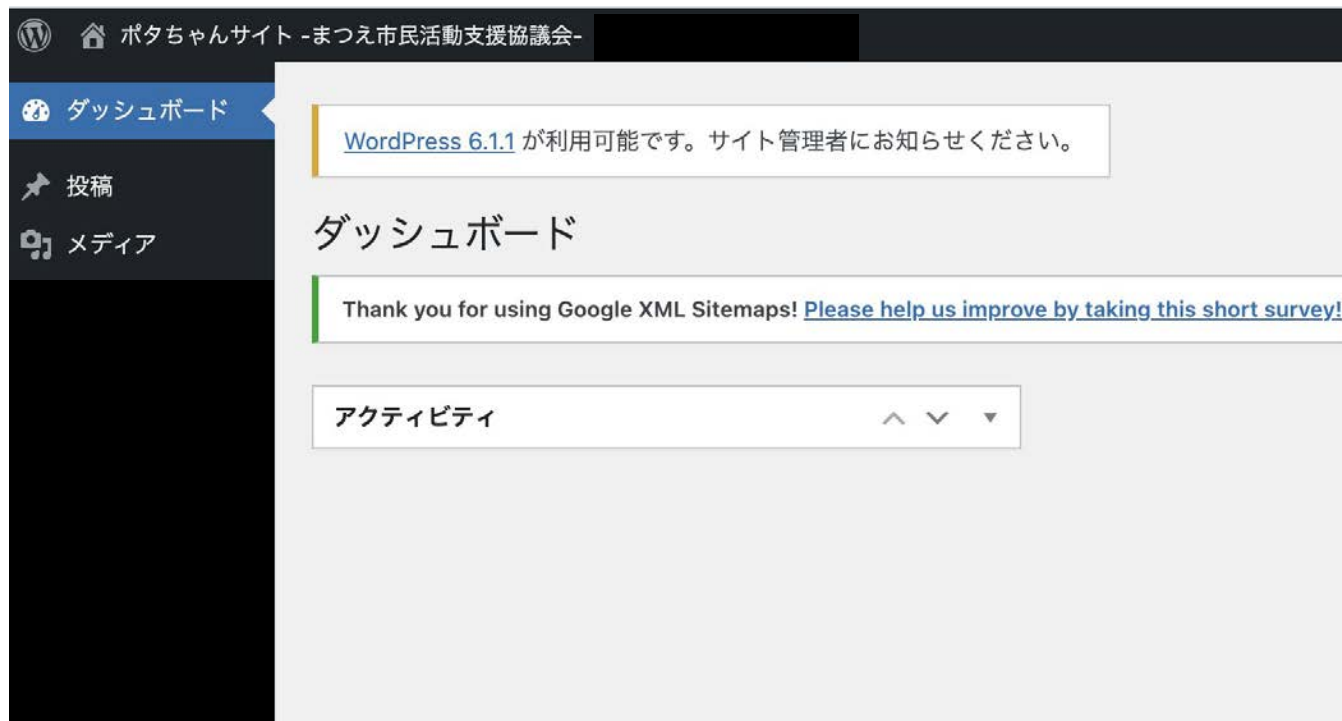 ポタちゃんサイト -まつえ市民活動支援協議会-
ダッシュボード
投稿
メディア
WordPress 6.1.1 が利用可能です。サイト管理者にお知らせください。
ダッシュボード
Thank you for using Google XML Sitemaps! Please help us improve by taking this short survey!
アクティビティ